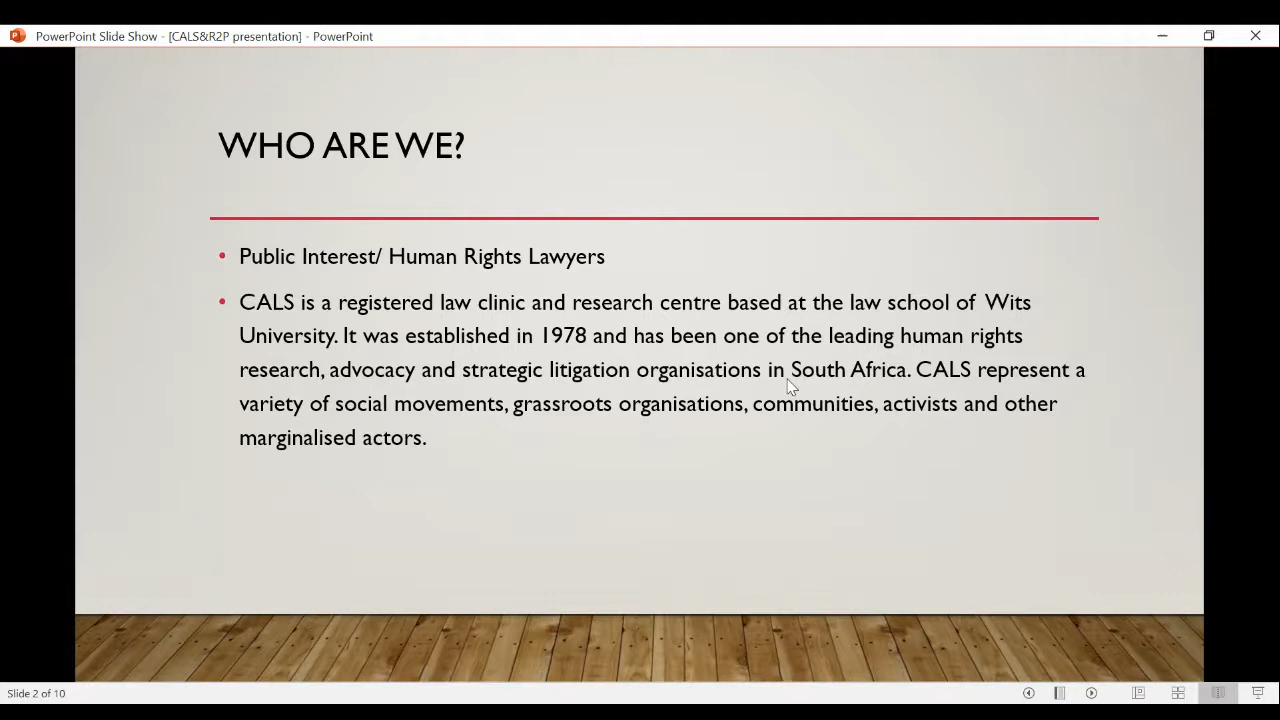 PowerPoint Slide Show - [CALS&R2P presentation] - PowerPoint
WHO ARE WE?
• Public Interest/ Human Rights Lawyers
• CALS is a registered law clinic and research centre based at the law school of Wits
University. It was established in 1978 and has been one of the leading human rights
research, advocacy and strategic litigation organisations in South Africa. CALS represent a
variety of social movements, grassroots organisations, communities, activists and other
marginalised actors.
Slide 2 of 10